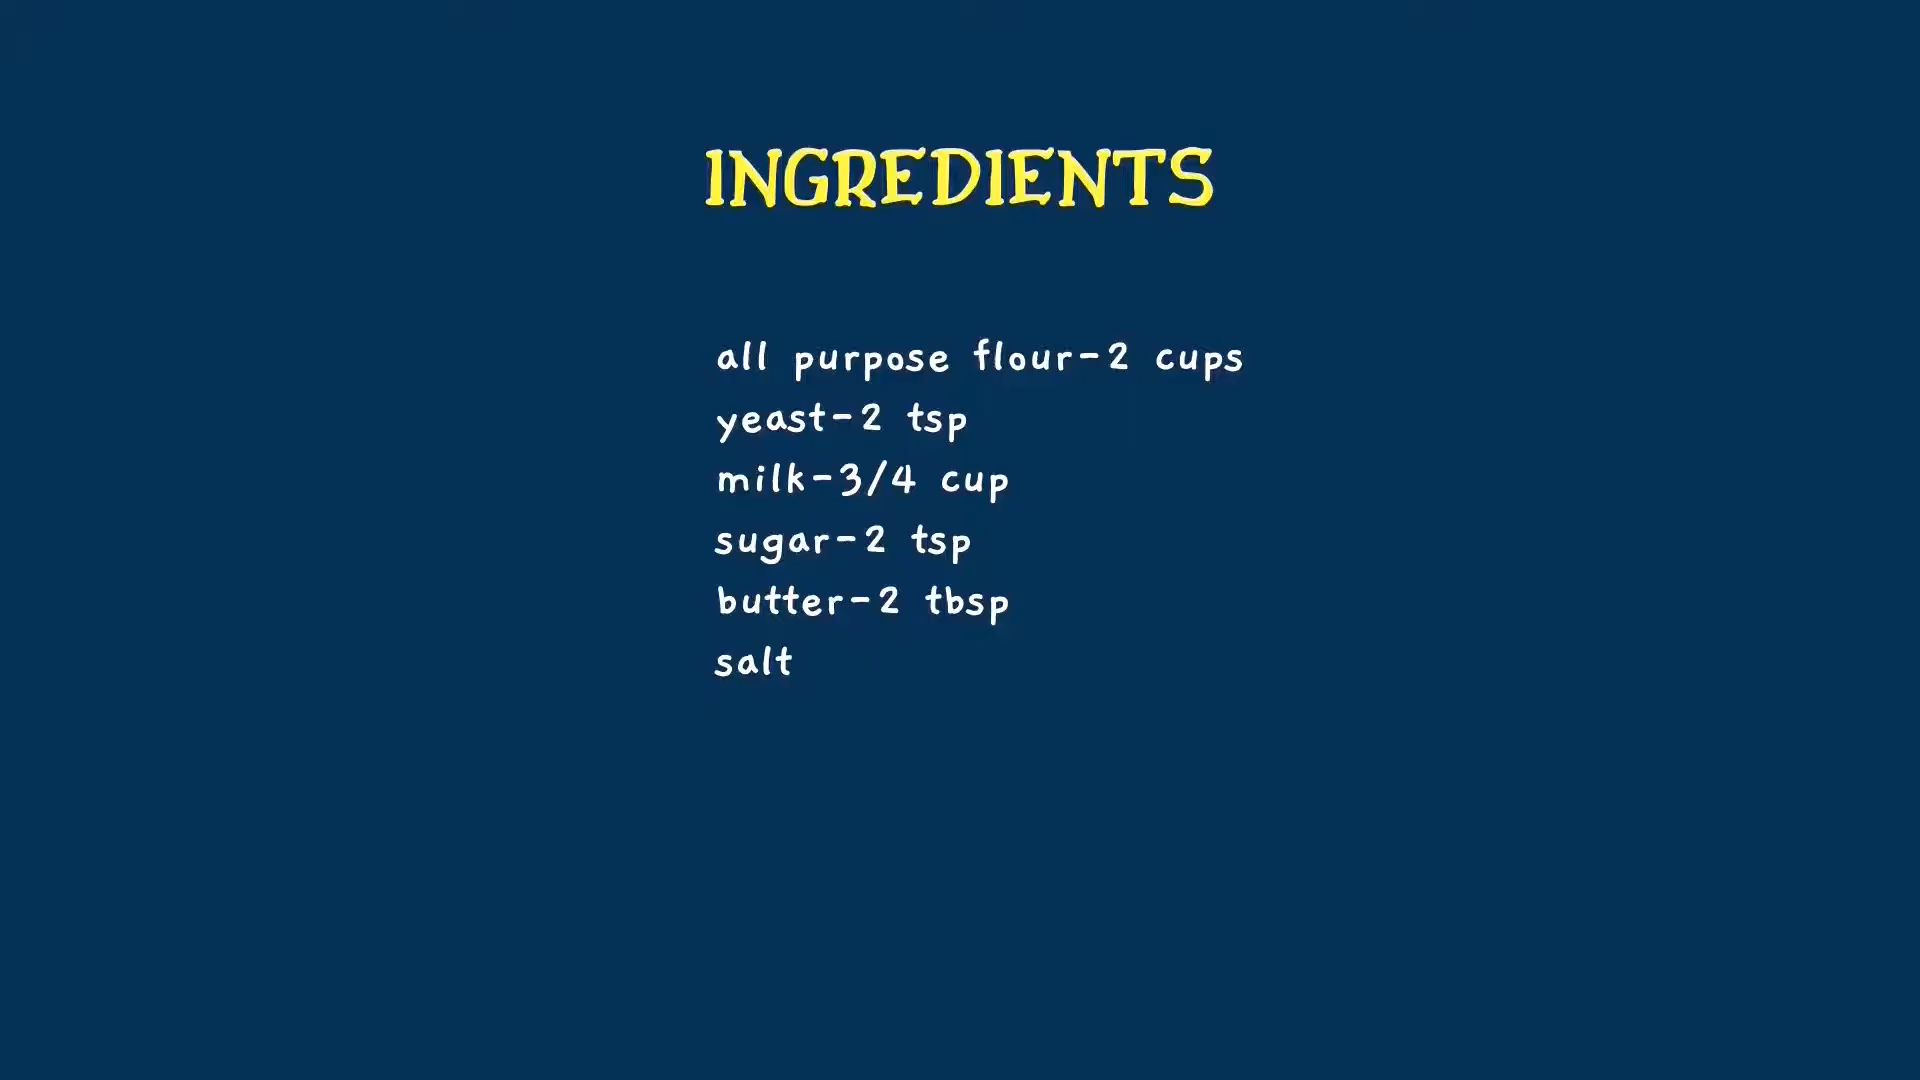 INGREDIENTS
all purpose flour-2 cups
yeast-2 tsp
milk-3/4 cup
sugar-2 tsp
butter-2 tbsp
salt